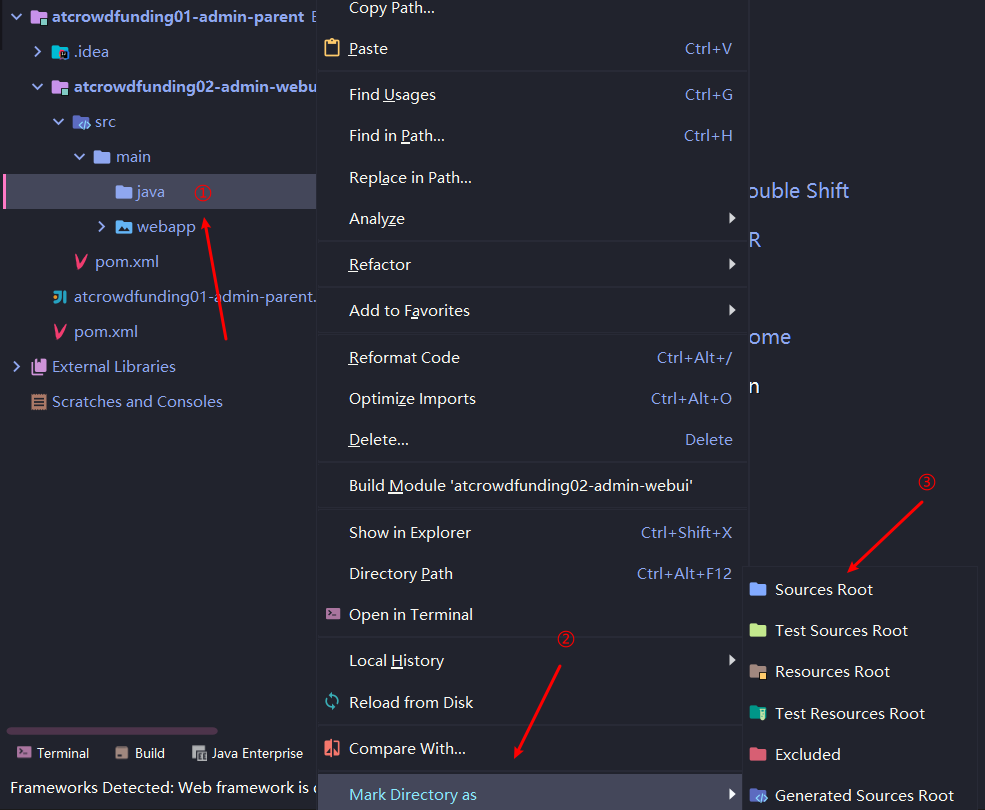 atcrowdfunding01-admin-parent
.idea
atcrowdfunding02-admin-webu
src
main
java ①
webapp
pom.xml
atcrowdfunding01-admin-parent.
pom.xml
External Libraries
Scratches and Consoles
Terminal Build Java Enterprise
Frameworks Detected: Web framework is
Copy Path...
Paste Ctrl+V
Find Usages Ctrl+G
Find in Path... Ctrl+H
Replace in Path...
Analyze
Refactor
Add to Favorites
Reformat Code Ctrl+Alt+/
Optimize Imports Ctrl+Alt+O
Delete... Delete
Build Module 'atcrowdfunding02-admin-webui'
Show in Explorer Ctrl+Shift+X
Directory Path Ctrl+Alt+F12
Open in Terminal
②
Local History
Reload from Disk
Compare With...
Mark Directory as
ouble Shift
R
ome
n
③
Sources Root
Test Sources Root
Resources Root
Test Resources Root
Excluded
Generated Sources Root